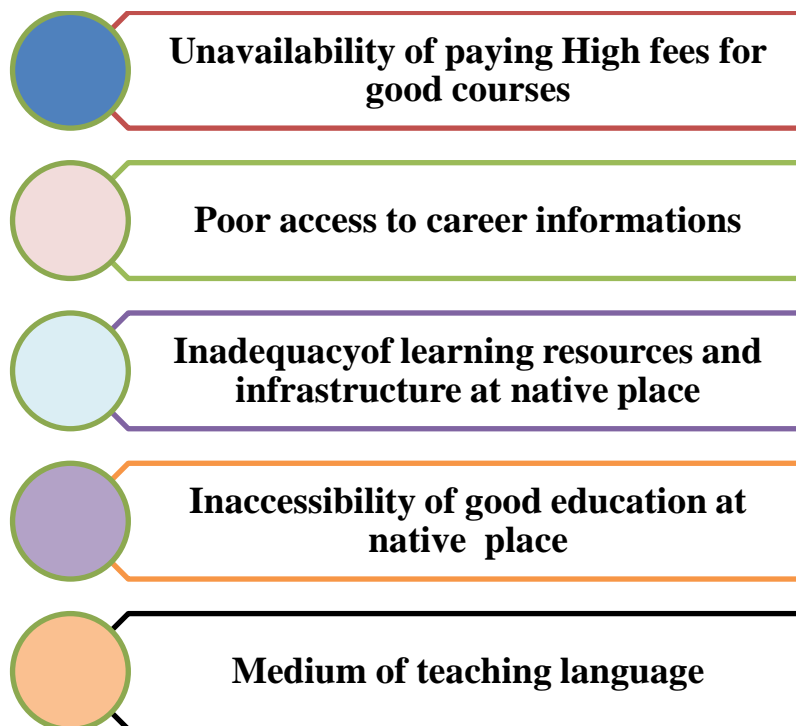 Unavailability of paying High fees for
good courses
Poor access to career informations
Inadequacyof learning resources and
infrastructure at native place
Inaccessibility of good education at
native  place
Medium of teaching language